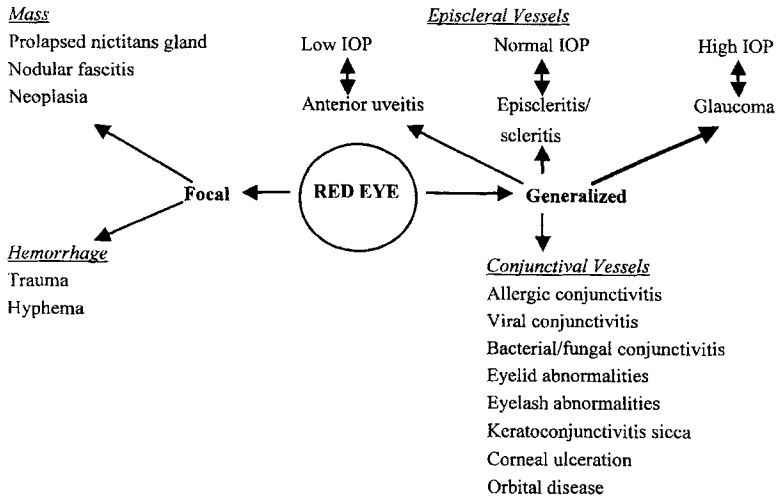 Mass
Prolapsed nictitans gland
Nodular fascitis
Neoplasia
Episcleral Vessels
Low IOP
Normal IOP
High IOP
Anterior uveitis
Episcleritis/
scleritis
Glaucoma
Focal
RED EYE
Generalized
Hemorrhage
Trauma
Hyphema
Conjunctival Vessels
Allergic conjunctivitis
Viral conjunctivitis
Bacterial/fungal conjunctivitis
Eyelid abnormalities
Eyelash abnormalities
Keratoconjunctivitis sicca
Corneal ulceration
Orbital disease